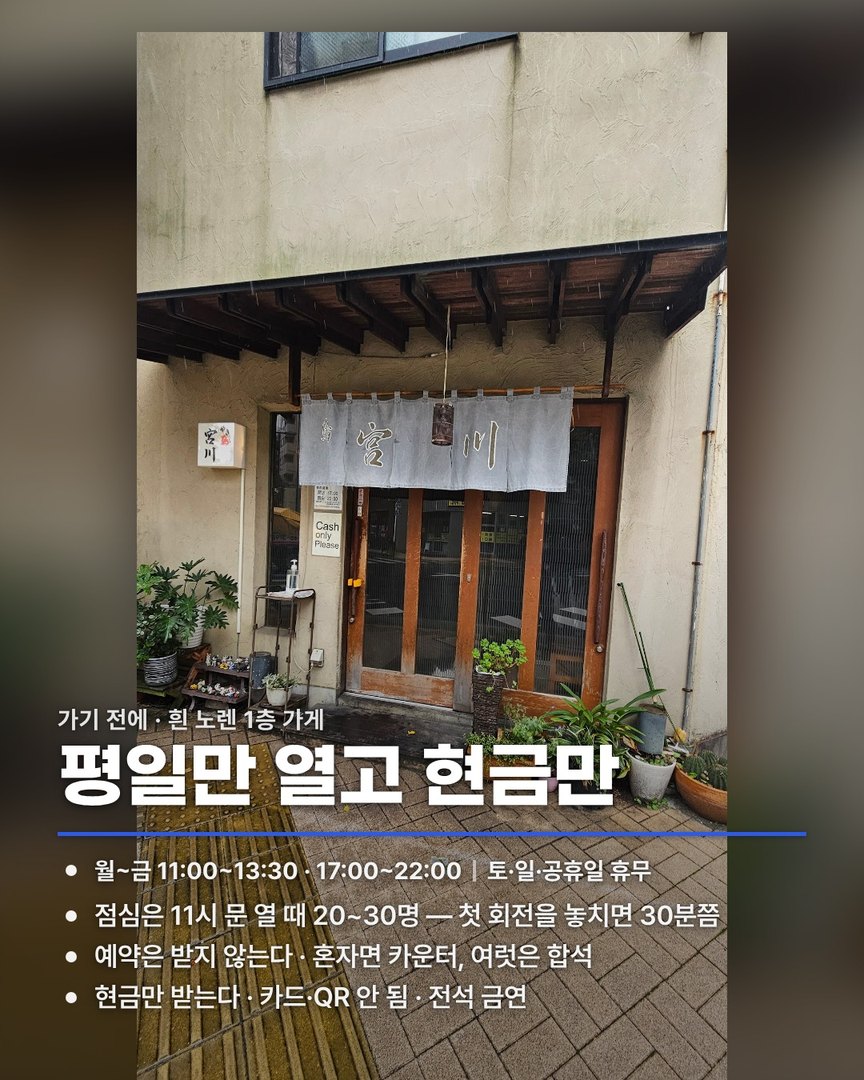 宮川
宮川
Cash
only
Please
가기 전에 · 흰 노렌 1층 가게
평일만 열고 현금만
• 월~금 11:00~13:30 · 17:00~22:00 | 토·일·공휴일 휴무
• 점심은 11시 문 열 때 20~30명 — 첫 회전을 놓치면 30분쯤
• 예약은 받지 않는다 · 혼자면 카운터, 여럿은 합석
• 현금만 받는다 · 카드·QR 안 됨 · 전석 금연